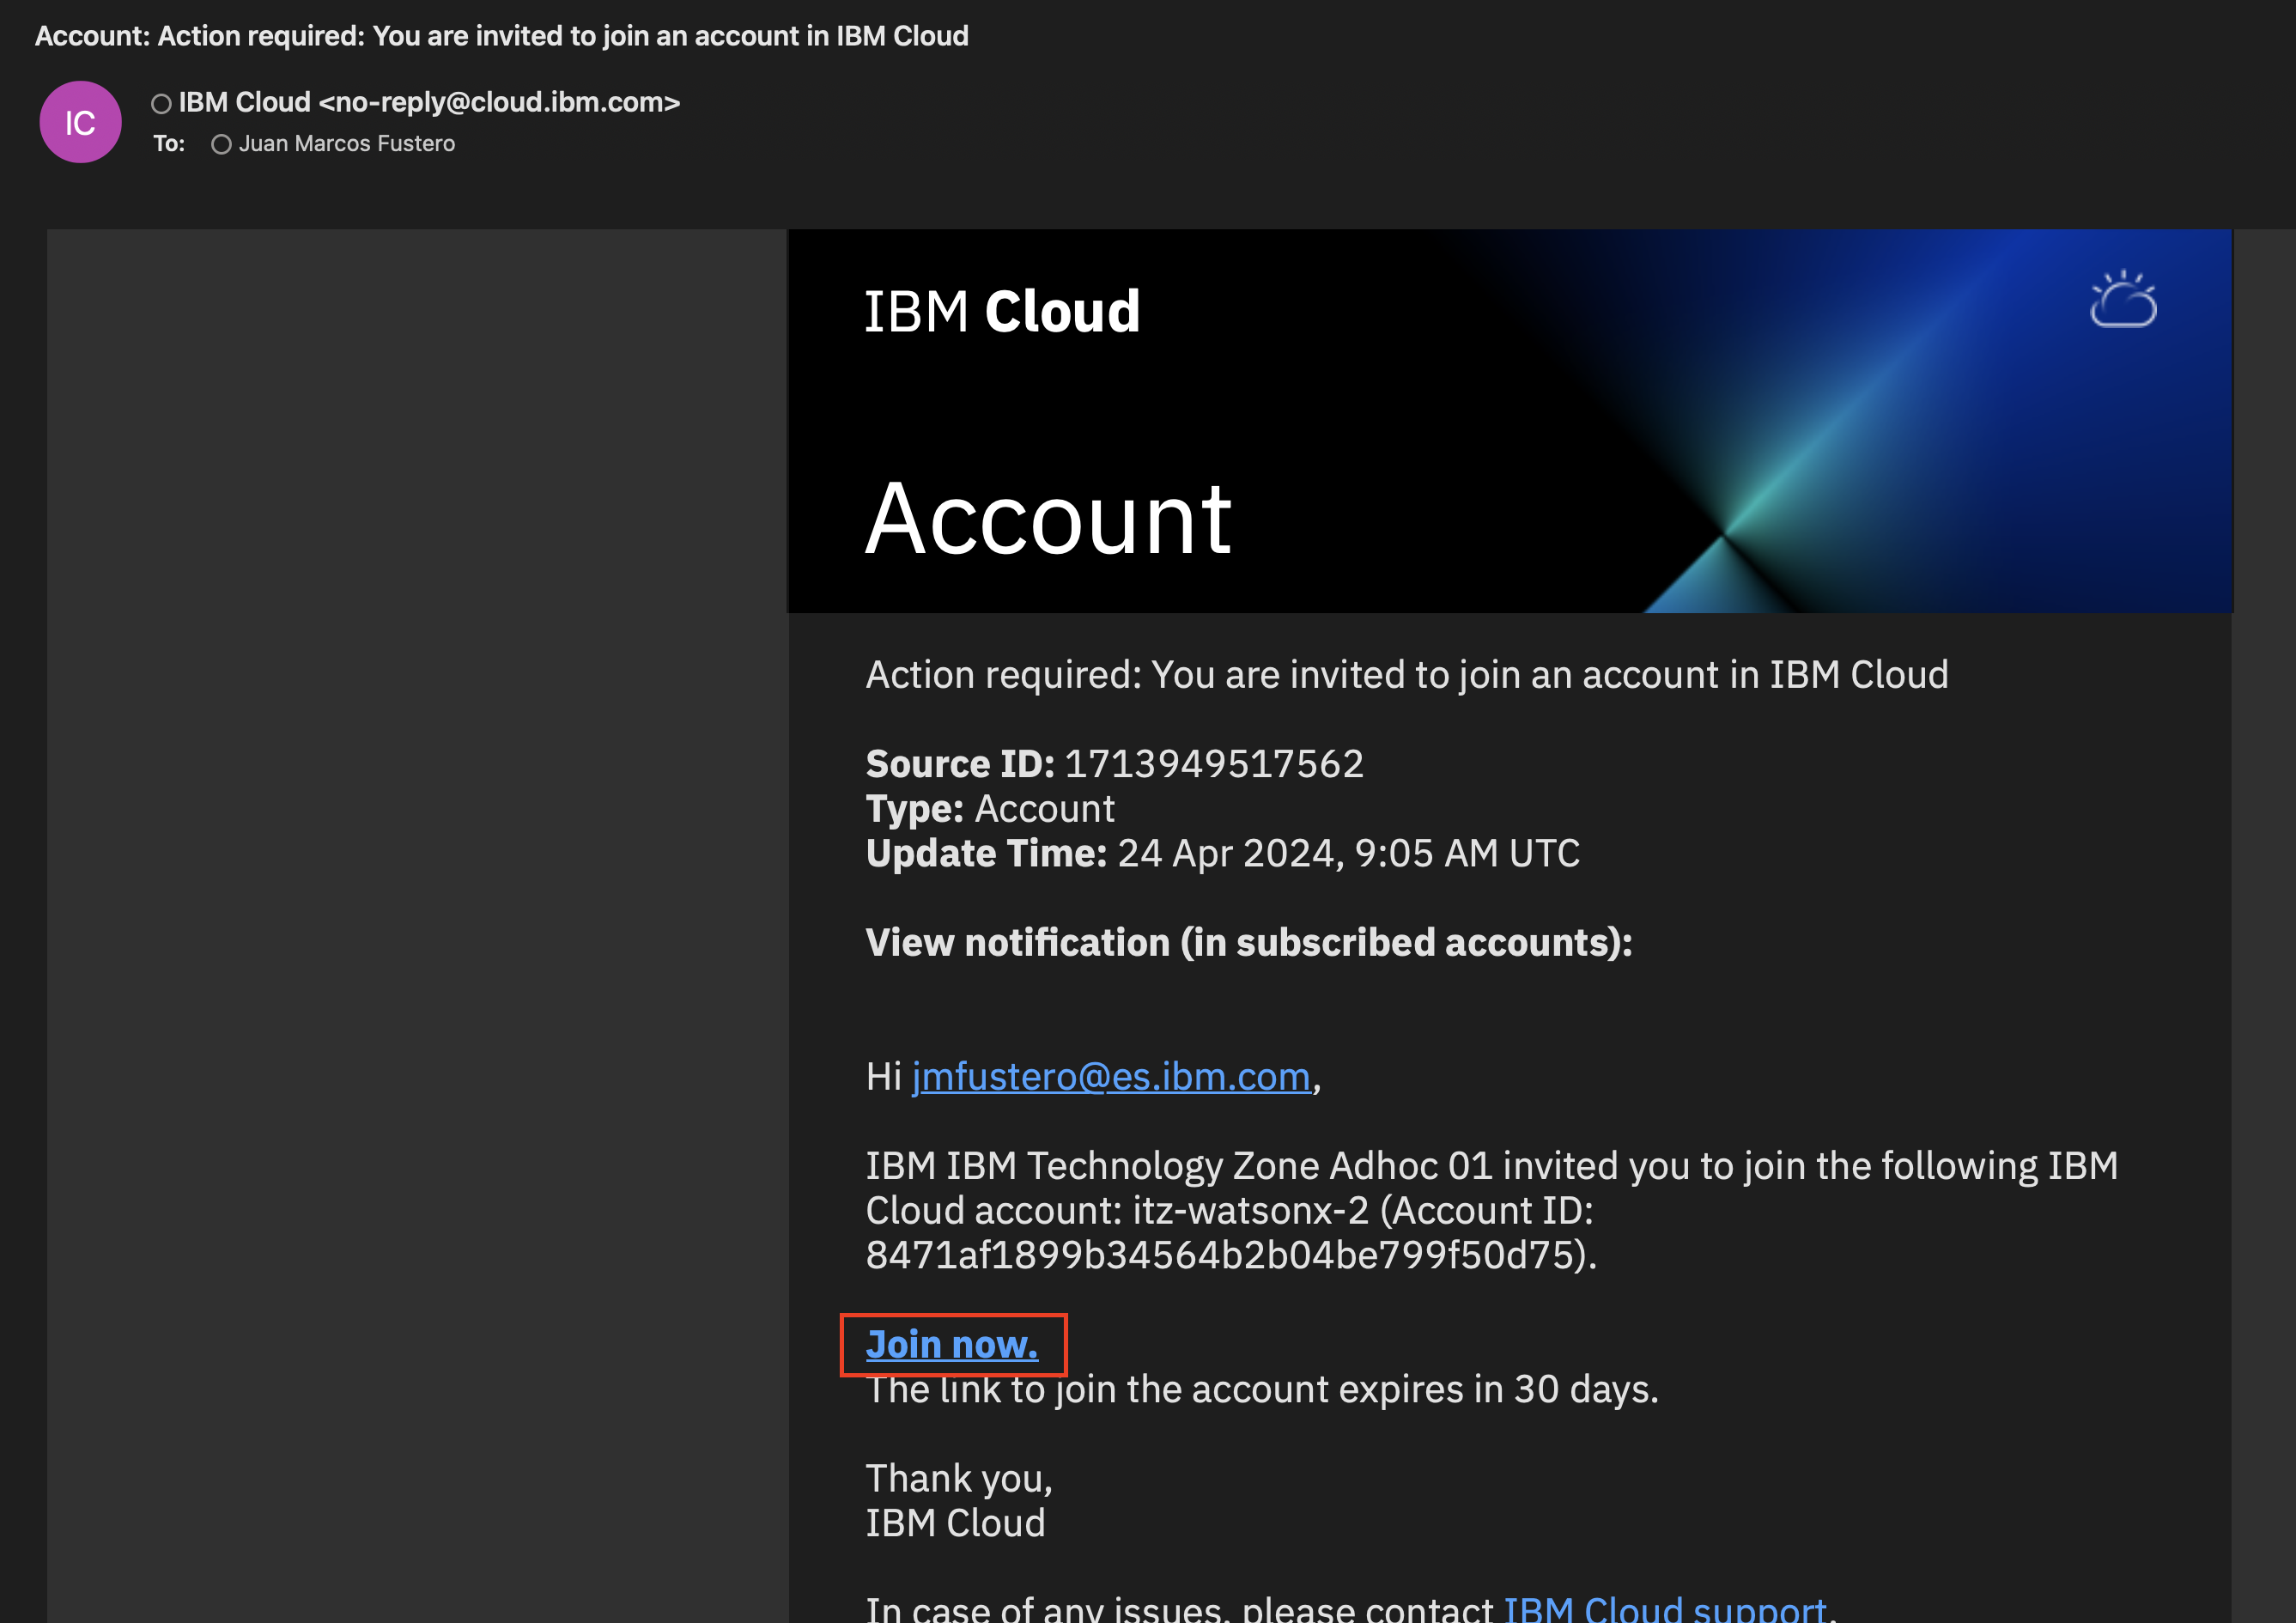 Account: Action required: You are invited to join an account in IBM Cloud
IC
IBM Cloud <no-reply@cloud.ibm.com>
To: Juan Marcos Fustero
IBM Cloud
Account
Action required: You are invited to join an account in IBM Cloud
Source ID: 1713949517562
Type: Account
Update Time: 24 Apr 2024, 9:05 AM UTC
View notification (in subscribed accounts):
Hi jmfustero@es.ibm.com,
IBM IBM Technology Zone Adhoc 01 invited you to join the following IBM
Cloud account: itz-watsonx-2 (Account ID:
8471af1899b34564b2b04be799f50d75).
Join now.
The link to join the account expires in 30 days.
Thank you,
IBM Cloud
In case of any issues, please contact IBM Cloud support.